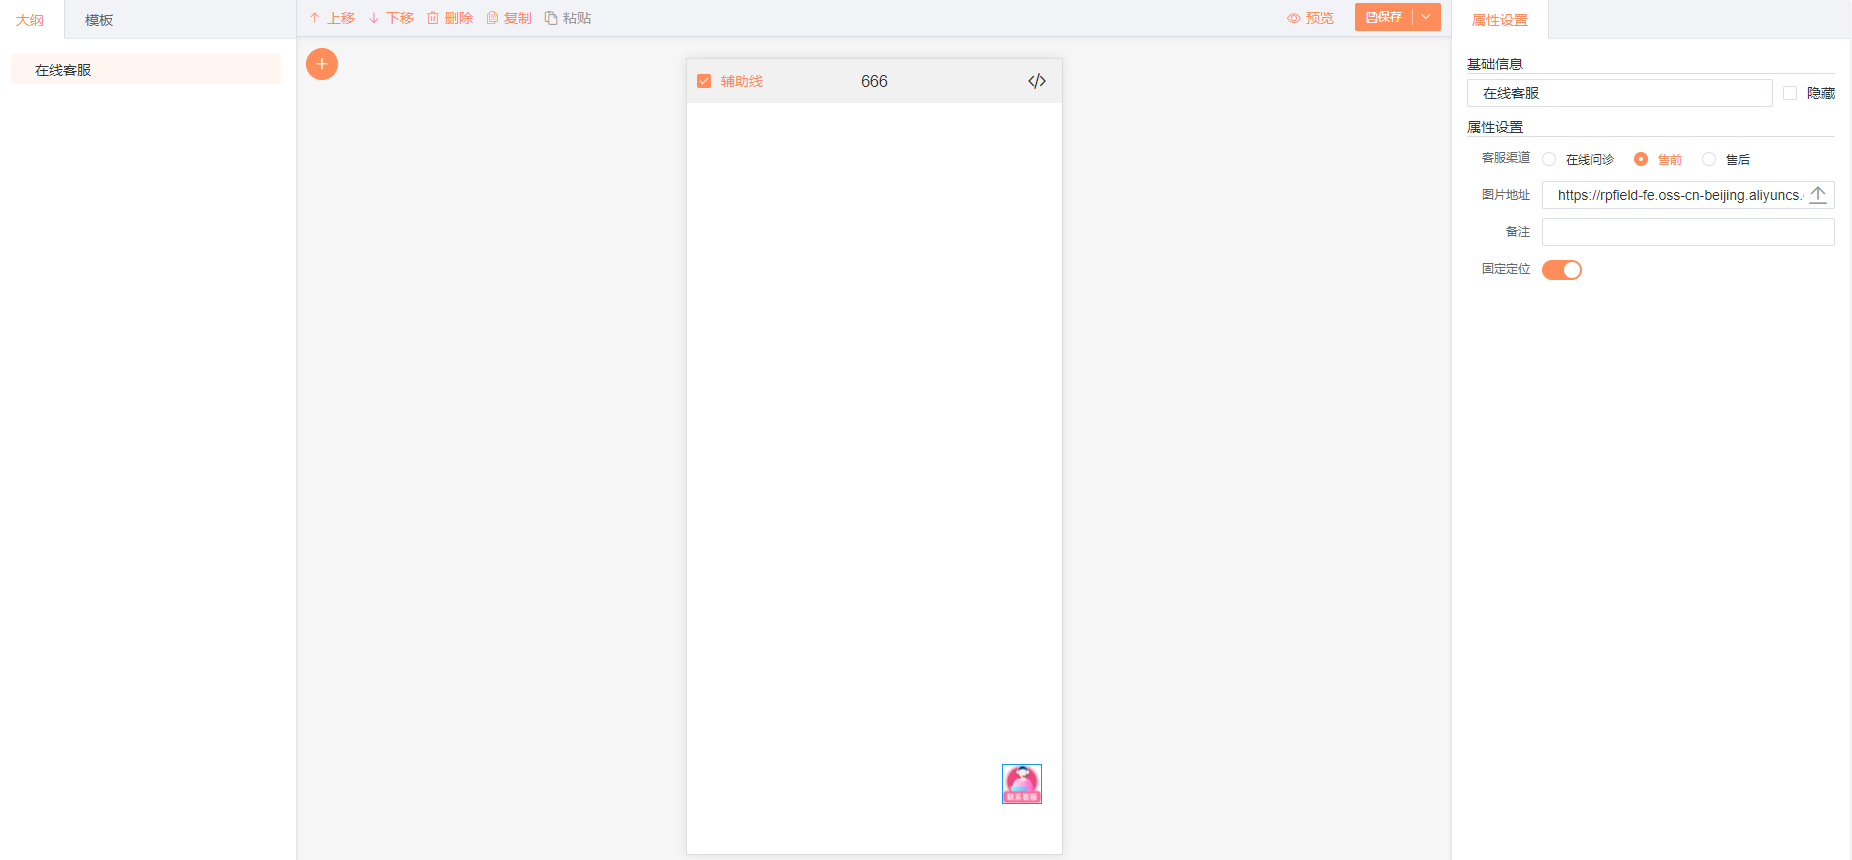 大纲 模板
在线客服
上移 下移 删除 复制 粘贴 预览 保存
辅助线 666 </>
联系客服
属性设置
基础信息
在线客服 隐藏
属性设置
客服渠道 在线问诊 售前 售后
图片地址 https://rpfield-fe.oss-cn-beijing.aliyuncs.
备注
固定定位